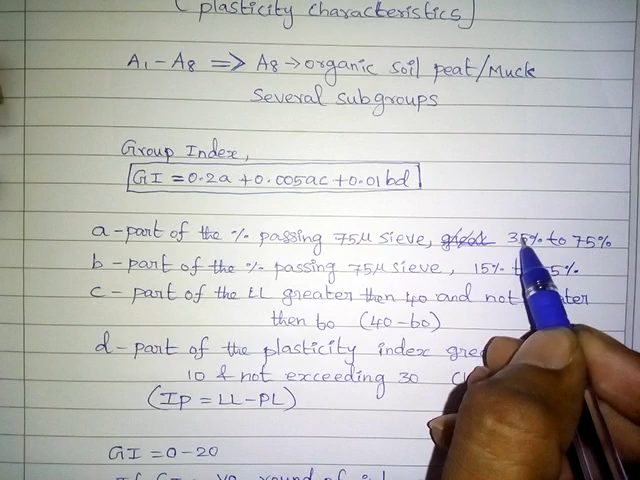 (plasticity characteristics)
A1-A8 => A8 → organic soil peat/Muck
Several subgroups
Group Index,
GI = 0.2a + 0.005ac + 0.01bd
a - part of the % passing 75μ sieve, 35% to 75%
b - part of the % passing 75μ sieve, 15% 5%
c - part of the LL greater then 40 and not
then 60 (40-60)
d - part of the plasticity index
10 & not exceeding 30
(Ip = LL - PL)
GI = 0-20